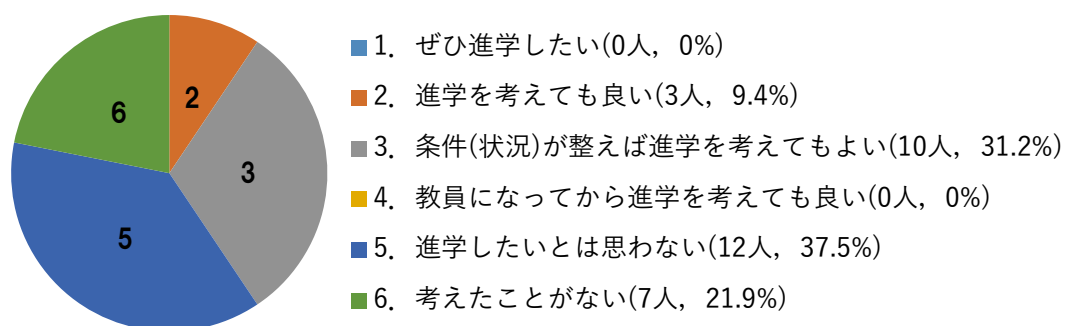 1．ぜひ進学したい(0人，0%)
2．進学を考えても良い(3人，9.4%)
3．条件(状況)が整えば進学を考えてもよい(10人，31.2%)
4．教員になってから進学を考えても良い(0人，0%)
5．進学したいとは思わない(12人，37.5%)
6．考えたことがない(7人，21.9%)
2
6
3
5